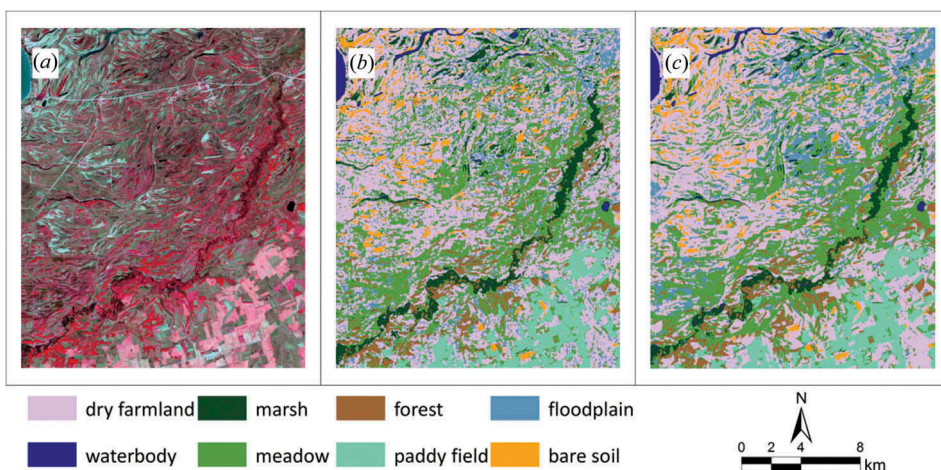 (a)
(b)
(c)
dry farmland marsh forest floodplain
waterbody meadow paddy field bare soil
N
0 2 4 8
km